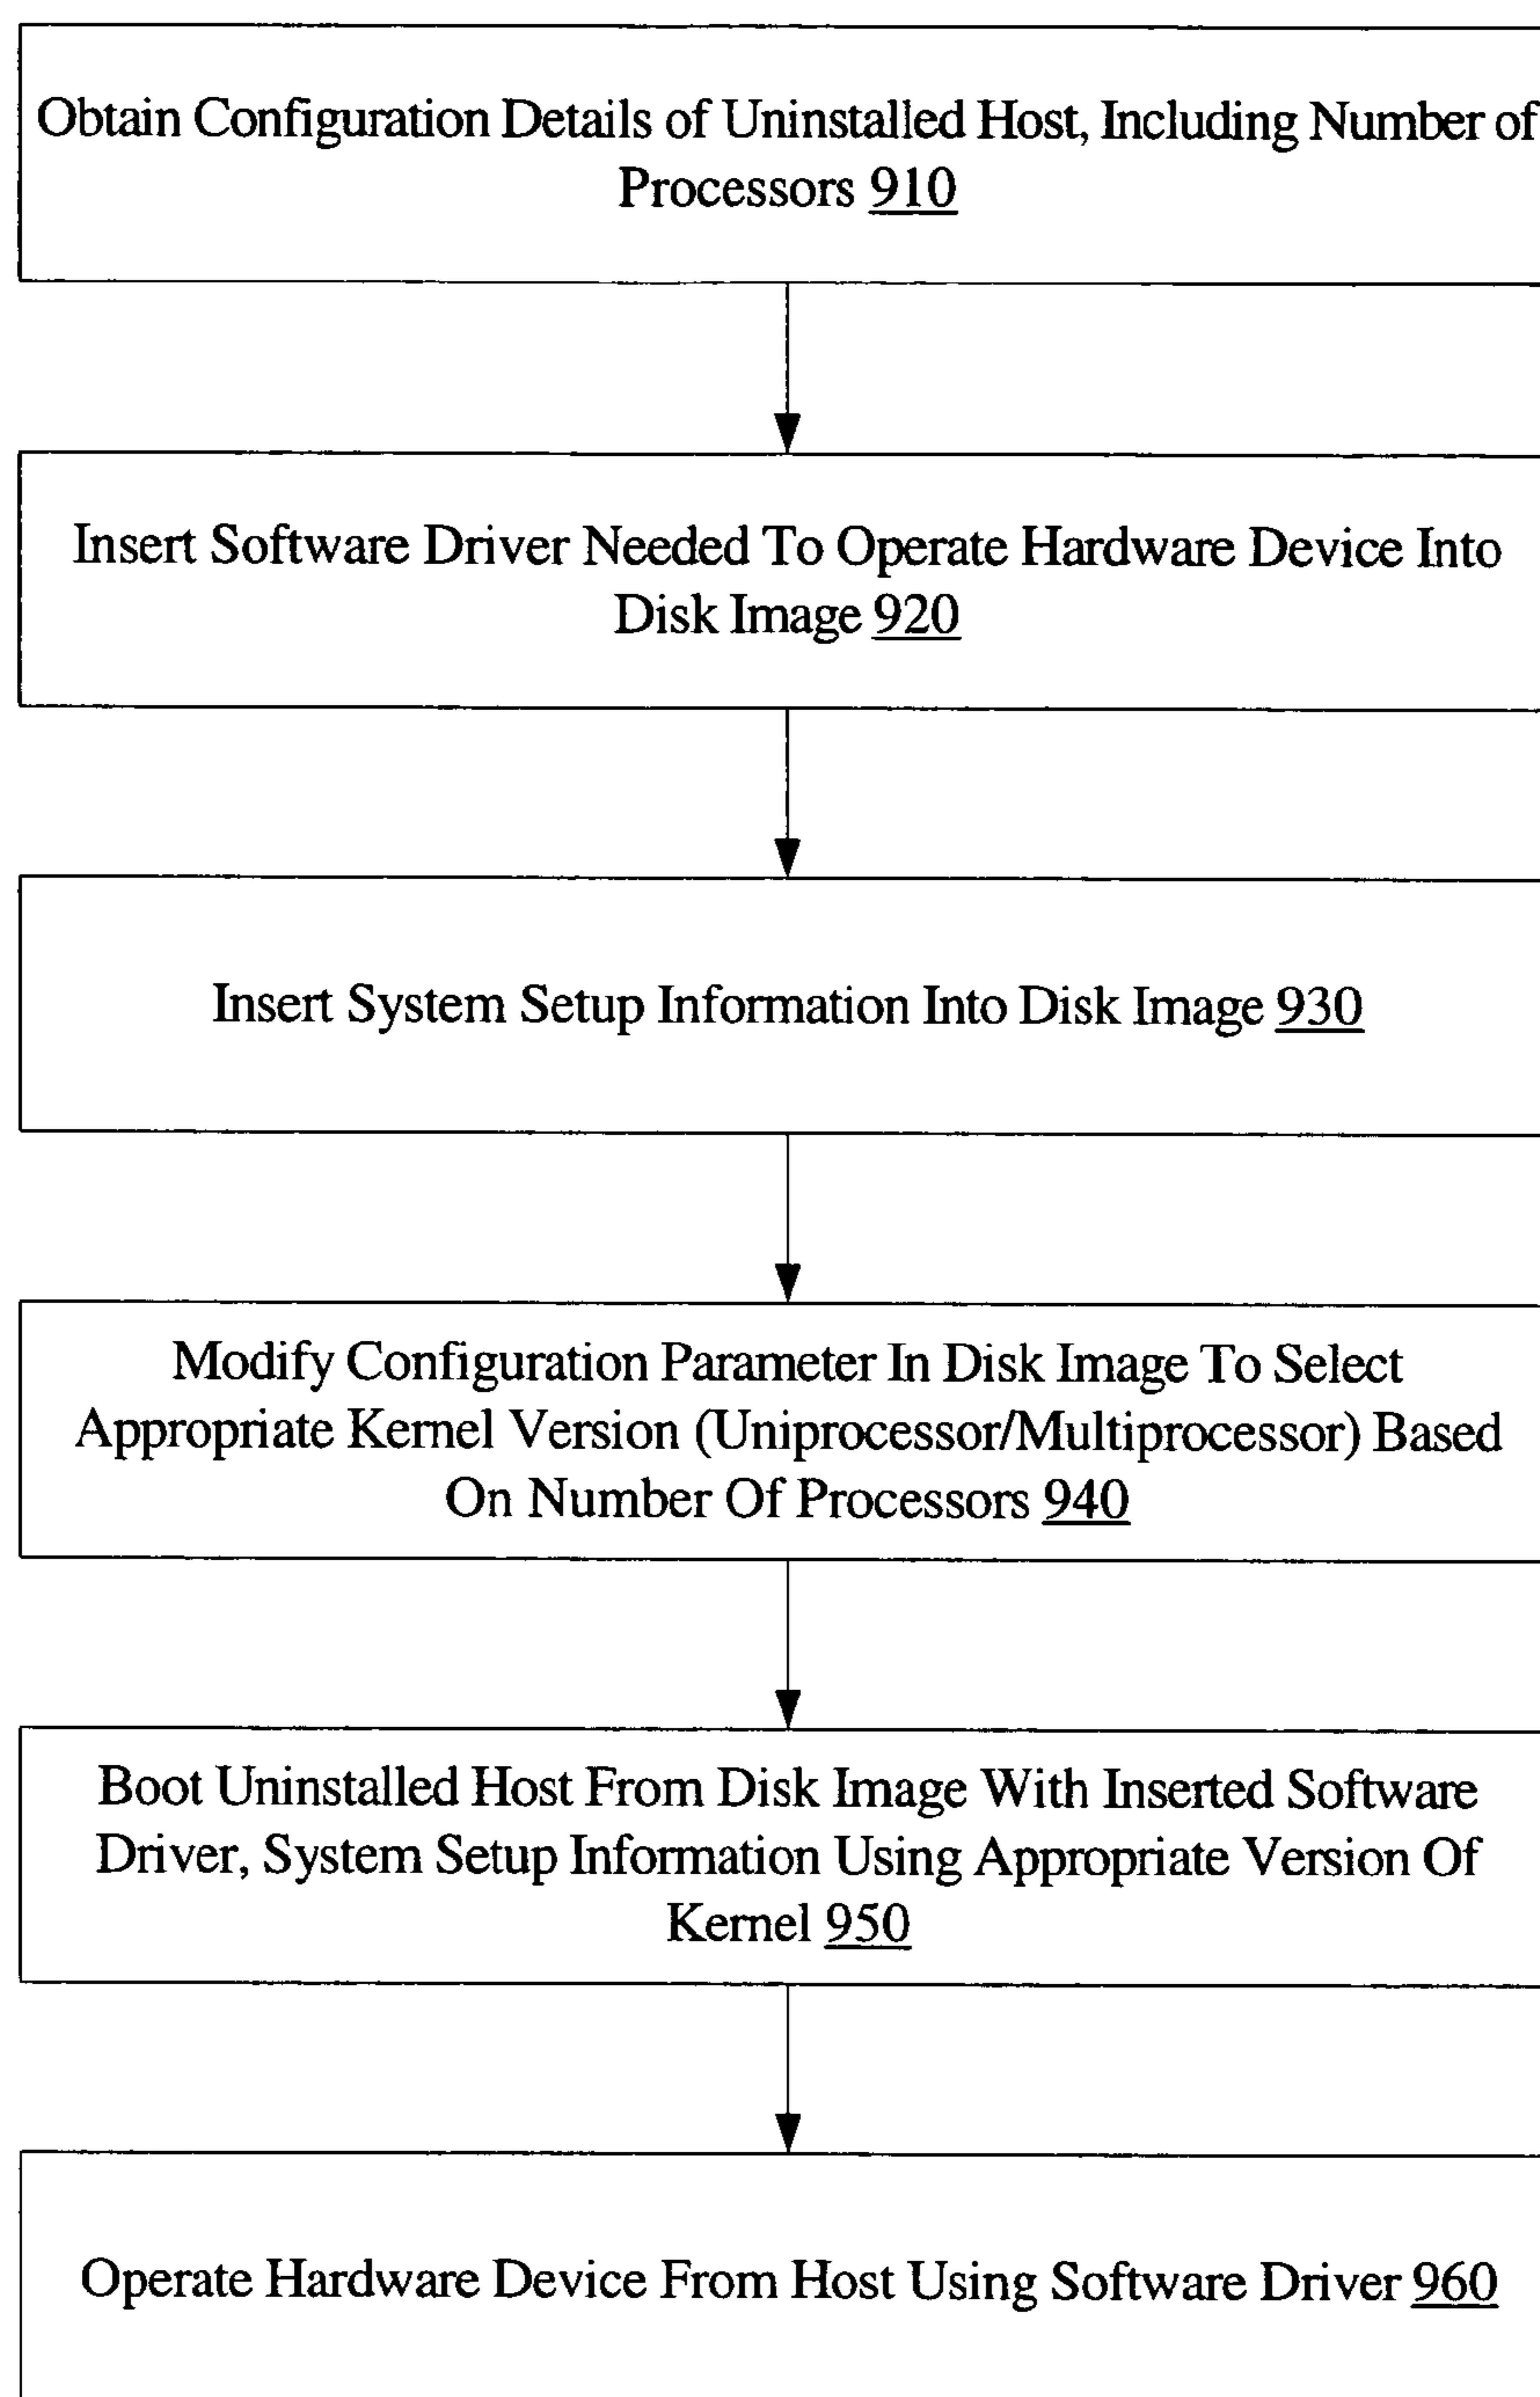 Obtain Configuration Details of Uninstalled Host, Including Number of
Processors 910
Insert Software Driver Needed To Operate Hardware Device Into
Disk Image 920
Insert System Setup Information Into Disk Image 930
Modify Configuration Parameter In Disk Image To Select
Appropriate Kernel Version (Uniprocessor/Multiprocessor) Based
On Number Of Processors 940
Boot Uninstalled Host From Disk Image With Inserted Software
Driver, System Setup Information Using Appropriate Version Of
Kernel 950
Operate Hardware Device From Host Using Software Driver 960